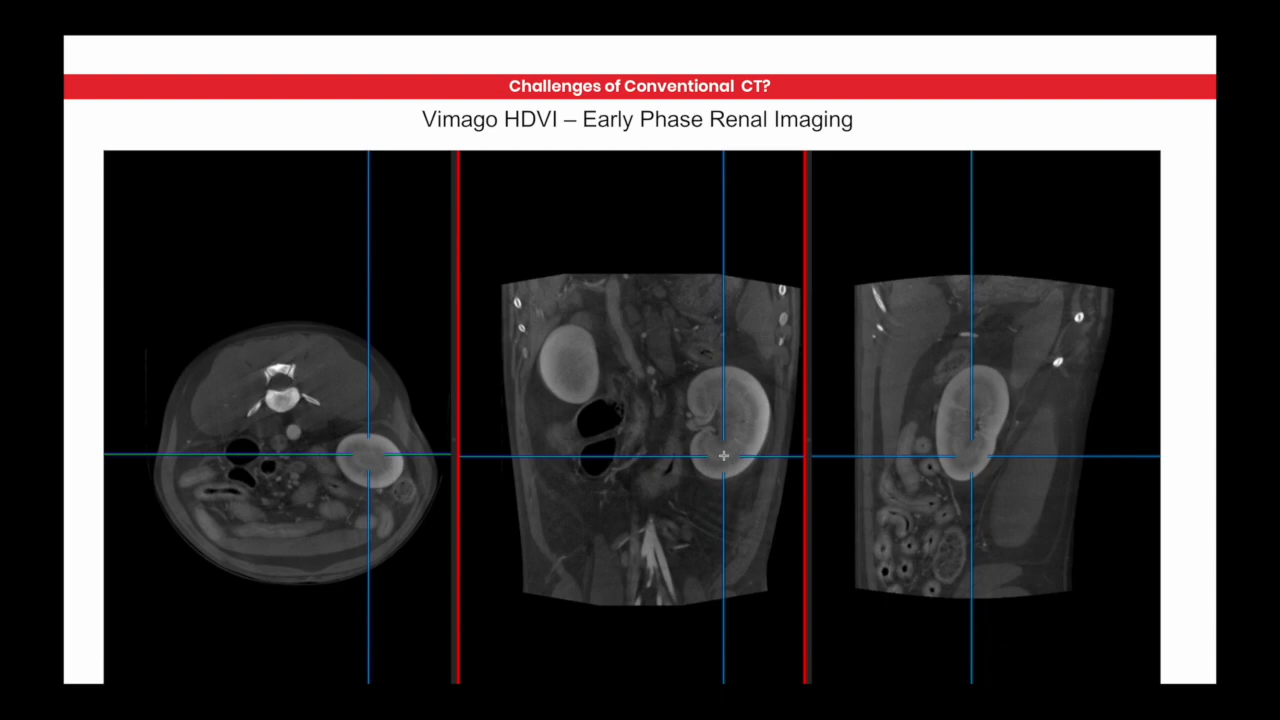 Challenges of Conventional CT?
Vimago HDVI – Early Phase Renal Imaging